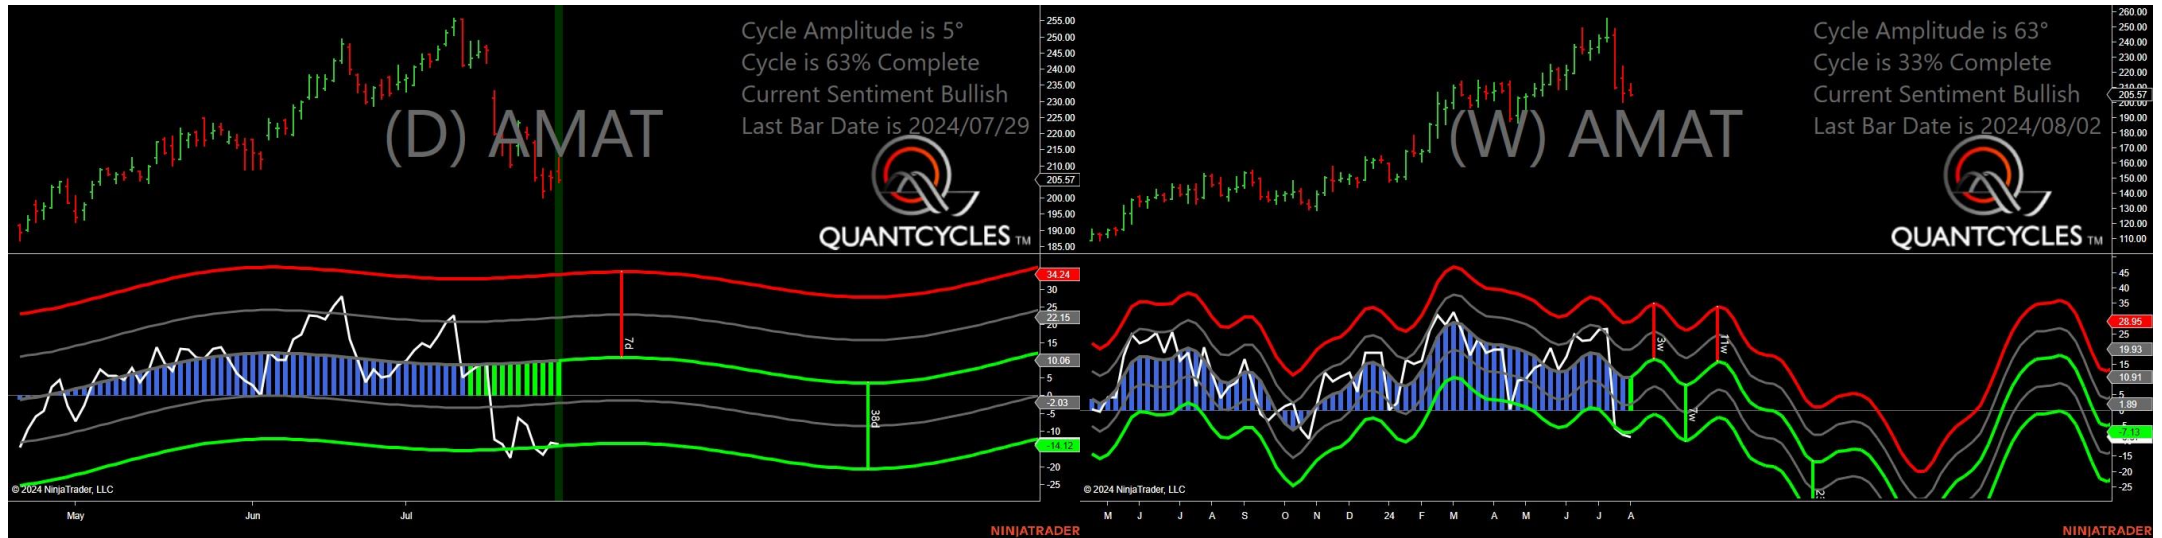 Cycle Amplitude is 5°
Cycle is 63% Complete
Current Sentiment Bullish
Last Bar Date is 2024/07/29
(D) AMAT
QUANTCYCLES TM
255.00
250.00
245.00
240.00
235.00
230.00
225.00
220.00
215.00
210.00
205.57
200.00
195.00
190.00
185.00
34.24
30
25
22.15
20
15
10.06
5
-2.03
-5
-10
-14.12
-20
-25
7d
38d
© 2024 NinjaTrader, LLC
May Jun Jul
NINJATRADER
Cycle Amplitude is 63°
Cycle is 33% Complete
Current Sentiment Bullish
Last Bar Date is 2024/08/02
(W) AMAT
QUANTCYCLES TM
260.00
250.00
240.00
230.00
220.00
205.57
200.00
190.00
180.00
170.00
160.00
150.00
140.00
130.00
120.00
110.00
45
40
35
28.95
25
19.93
15
10.91
1.89
-7.13
-15
-20
-25
3w
11w
7w
© 2024 NinjaTrader, LLC
M J J A S O N D 24 F M A M J J A
NINJATRADER